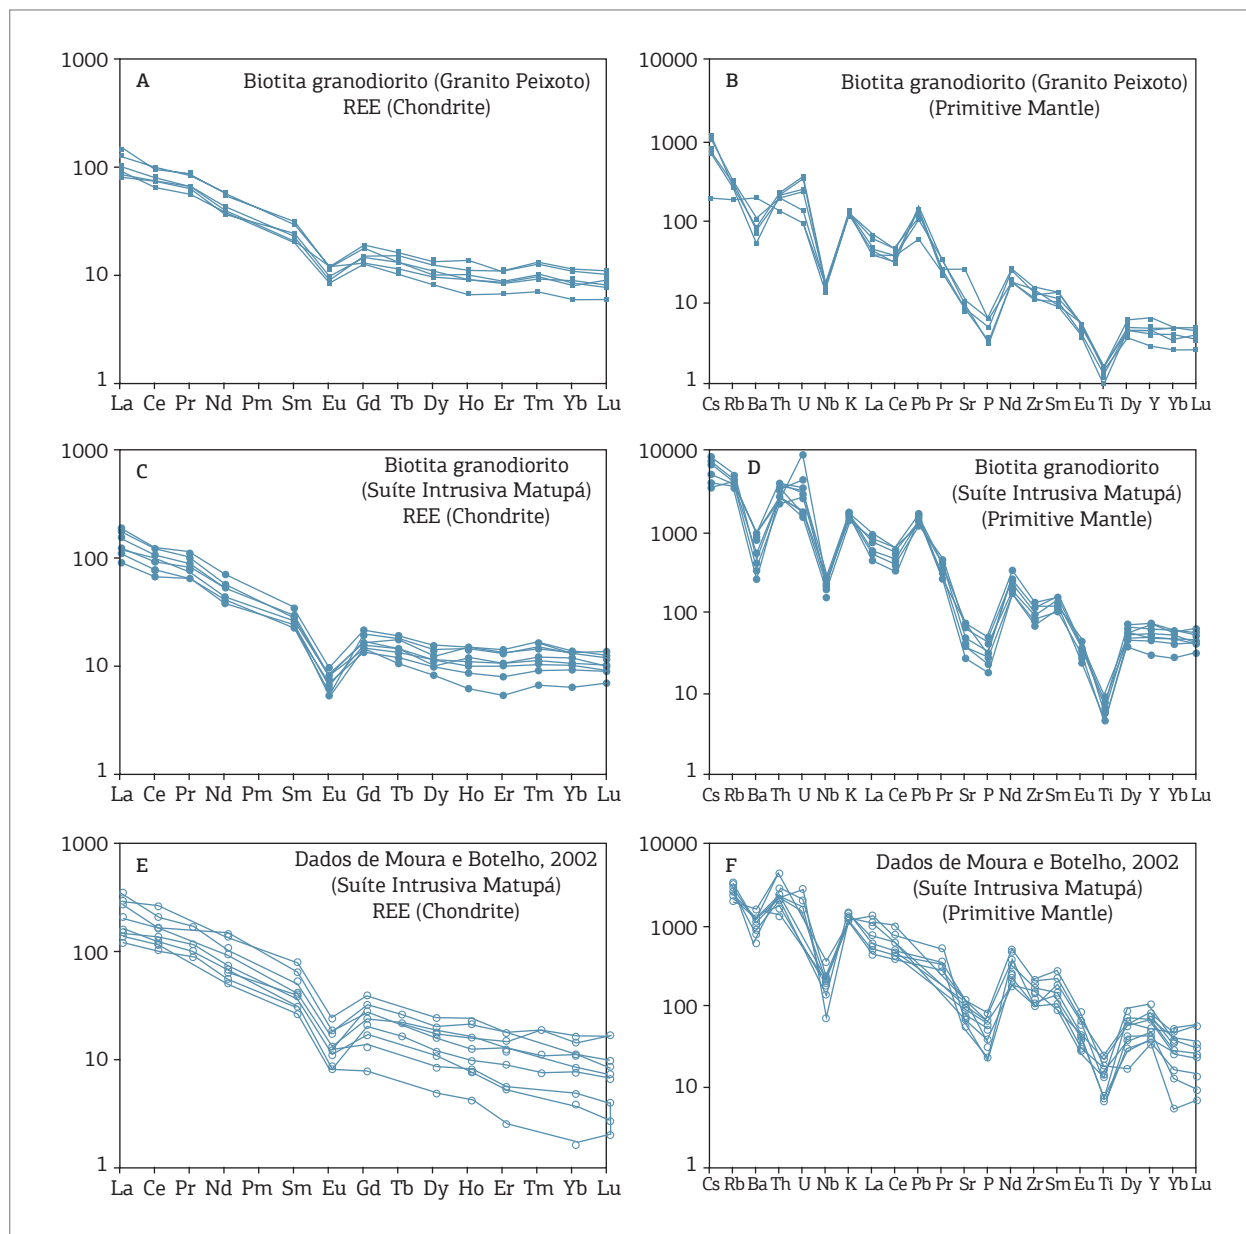 A
Biotita granodiorito (Granito Peixoto)
REE (Chondrite)
1000
100
10
1
La Ce Pr Nd Pm Sm Eu Gd Tb Dy Ho Er Tm Yb Lu
B
Biotita granodiorito (Granito Peixoto)
(Primitive Mantle)
10000
1000
100
10
1
Cs Rb Ba Th U Nb K La Ce Pb Pr Sr P Nd Zr Sm Eu Ti Dy Y Yb Lu
C
Biotita granodiorito
(Suíte Intrusiva Matupá)
REE (Chondrite)
1000
100
10
1
La Ce Pr Nd Pm Sm Eu Gd Tb Dy Ho Er Tm Yb Lu
D
Biotita granodiorito
(Suíte Intrusiva Matupá)
(Primitive Mantle)
10000
1000
100
10
1
Cs Rb Ba Th U Nb K La Ce Pb Pr Sr P Nd Zr Sm Eu Ti Dy Y Yb Lu
E
Dados de Moura e Botelho, 2002
(Suíte Intrusiva Matupá)
REE (Chondrite)
1000
100
10
1
La Ce Pr Nd Pm Sm Eu Gd Tb Dy Ho Er Tm Yb Lu
F
Dados de Moura e Botelho, 2002
(Suíte Intrusiva Matupá)
(Primitive Mantle)
10000
1000
100
10
1
Cs Rb Ba Th U Nb K La Ce Pb Pr Sr P Nd Zr Sm Eu Ti Dy Y Yb Lu